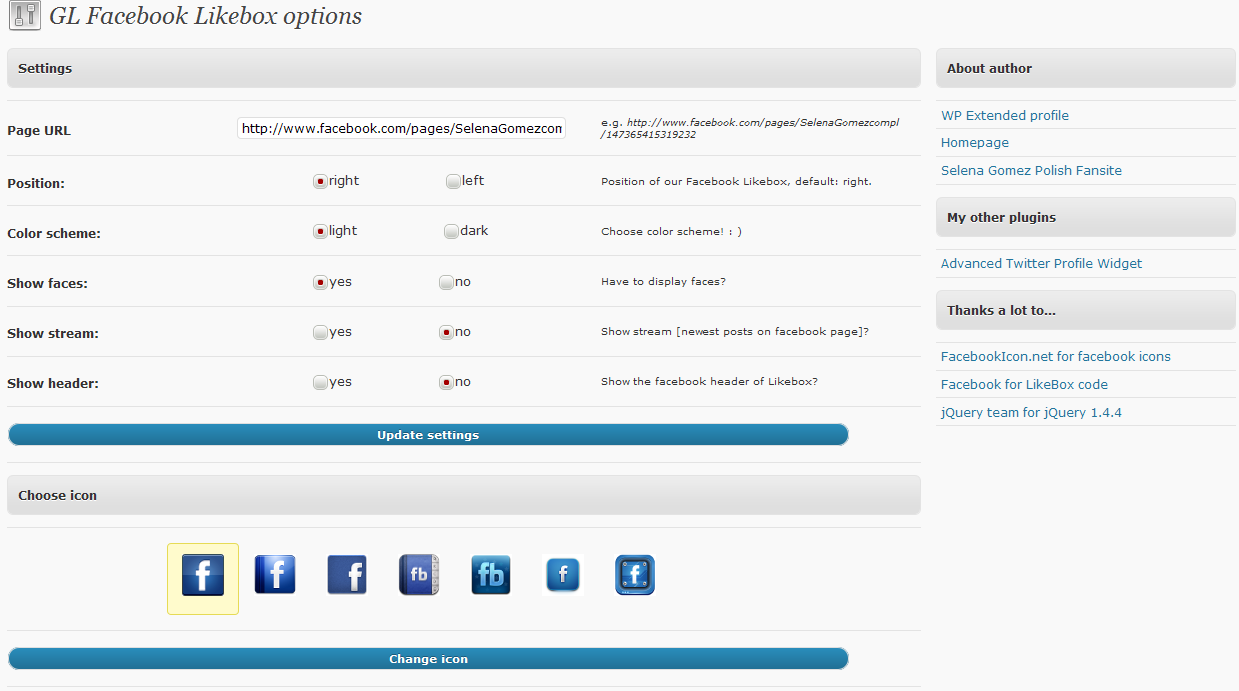 GL Facebook Likebox options
Settings
Page URL
http://www.facebook.com/pages/SelenaGomezcom
e.g. http://www.facebook.com/pages/SelenaGomezcompl
/147365415319232
Position:
right
left
Position of our Facebook Likebox, default: right.
Color scheme:
light
dark
Choose color scheme! : )
Show faces:
yes
no
Have to display faces?
Show stream:
yes
no
Show stream [newest posts on facebook page]?
Show header:
yes
no
Show the facebook header of Likebox?
Update settings
Choose icon
f
f
f
fb
fb
f
f
Change icon
About author
WP Extended profile
Homepage
Selena Gomez Polish Fansite
My other plugins
Advanced Twitter Profile Widget
Thanks a lot to...
FacebookIcon.net for facebook icons
Facebook for LikeBox code
jQuery team for jQuery 1.4.4